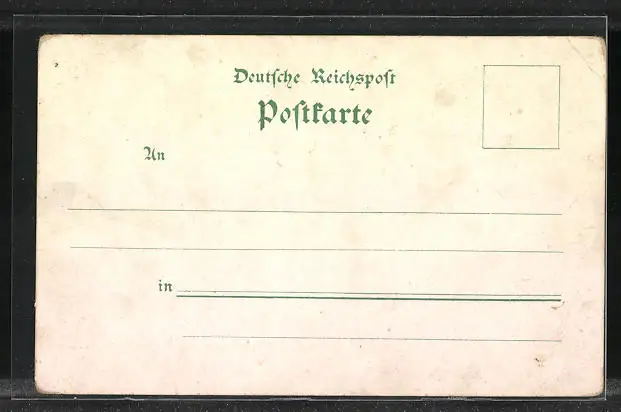 Deutſche Reichspoſt
Poſtkarte
An
in